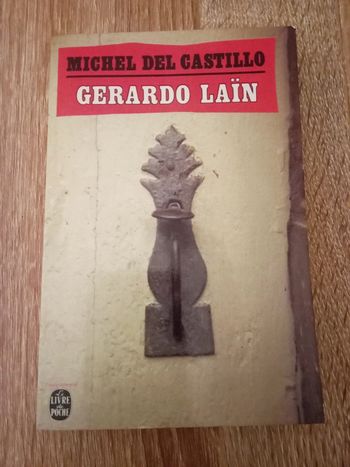 MICHEL DEL CASTILLO
GERARDO LAÏN
Le
LIVRE
de
POCHE